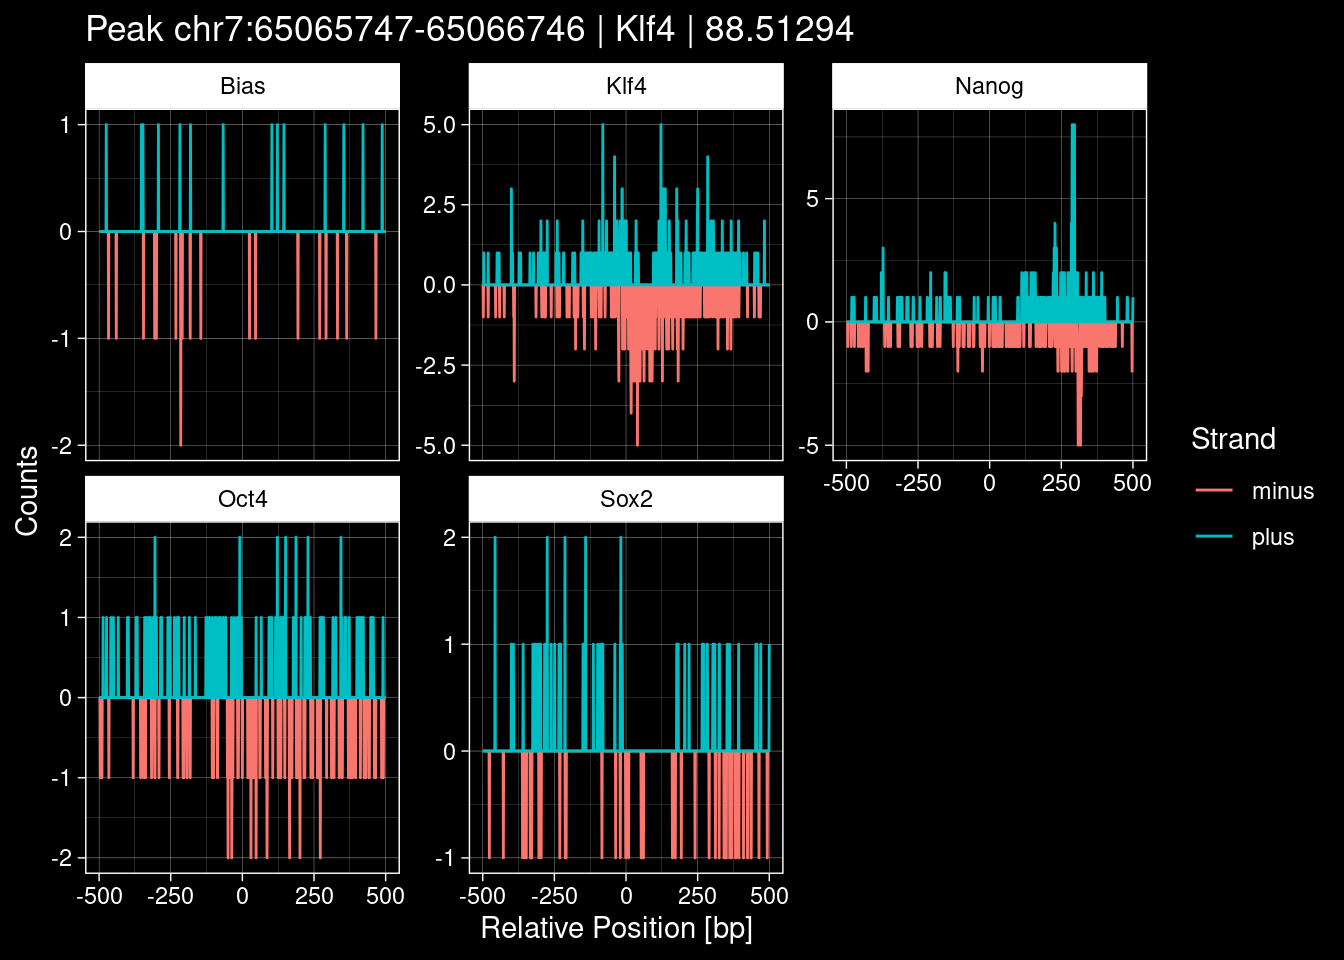 Peak chr7:65065747-65066746 | Klf4 | 88.51294
Bias
Klf4
Nanog
1
0
-1
-2
5.0
2.5
0.0
-2.5
-5.0
5
0
-5
-500 -250 0 250 500
Counts
Oct4
Sox2
2
1
0
-1
-2
2
1
0
-1
-500 -250 0 250 500
-500 -250 0 250 500
Relative Position [bp]
Strand
minus
plus